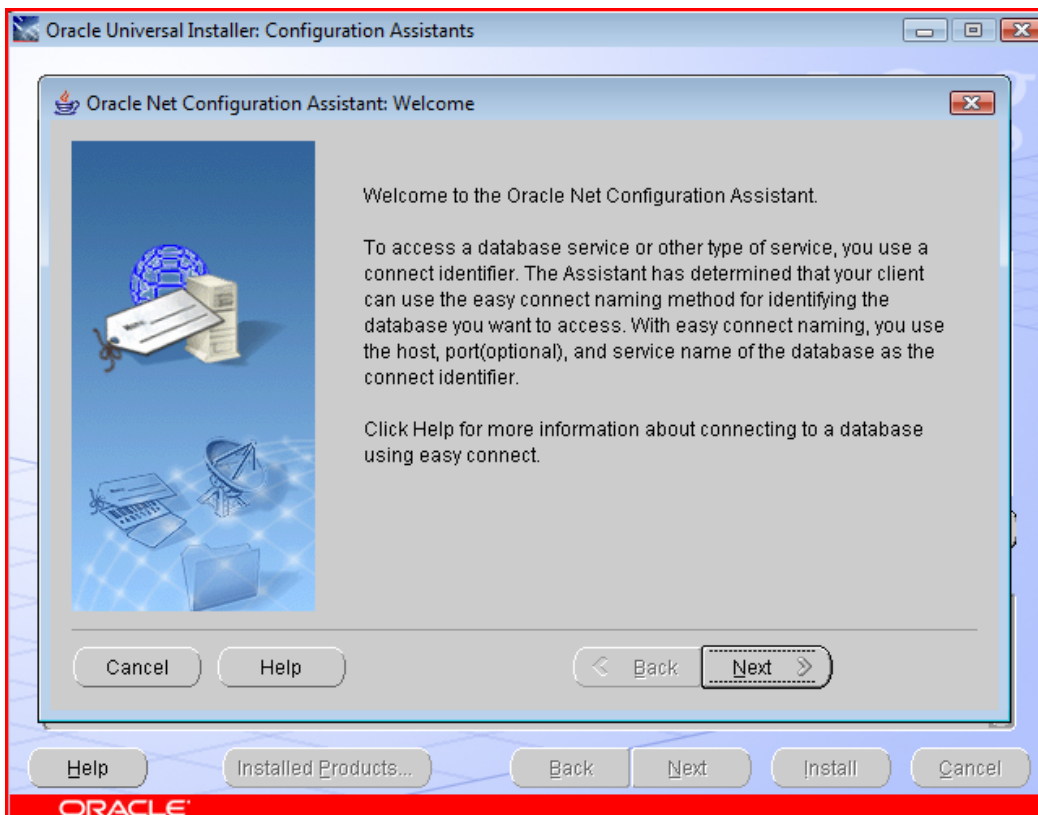 Oracle Universal Installer: Configuration Assistants
Oracle Net Configuration Assistant: Welcome
Welcome to the Oracle Net Configuration Assistant.
To access a database service or other type of service, you use a
connect identifier. The Assistant has determined that your client
can use the easy connect naming method for identifying the
database you want to access. With easy connect naming, you use
the host, port(optional), and service name of the database as the
connect identifier.
Click Help for more information about connecting to a database
using easy connect.
Cancel Help Back Next
Help Installed Products... Back Next Install Cancel
ORACLE